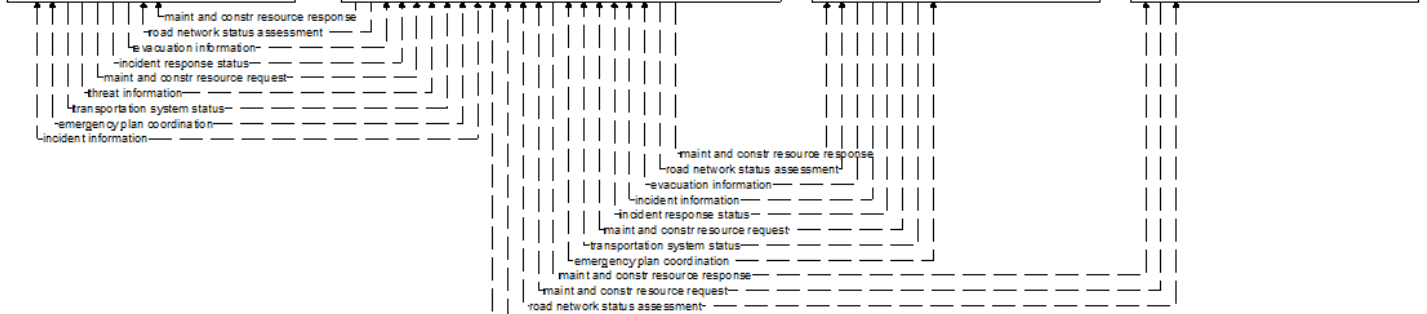 maint and constr resource response
road network status assessment
evacuation information
incident response status
maint and constr resource request
threat information
transportation system status
emergency plan coordination
incident information
maint and constr resource response
road network status assessment
evacuation information
incident information
incident response status
maint and constr resource request
transportation system status
emergency plan coordination
maint and constr resource response
maint and constr resource request
road network status assessment